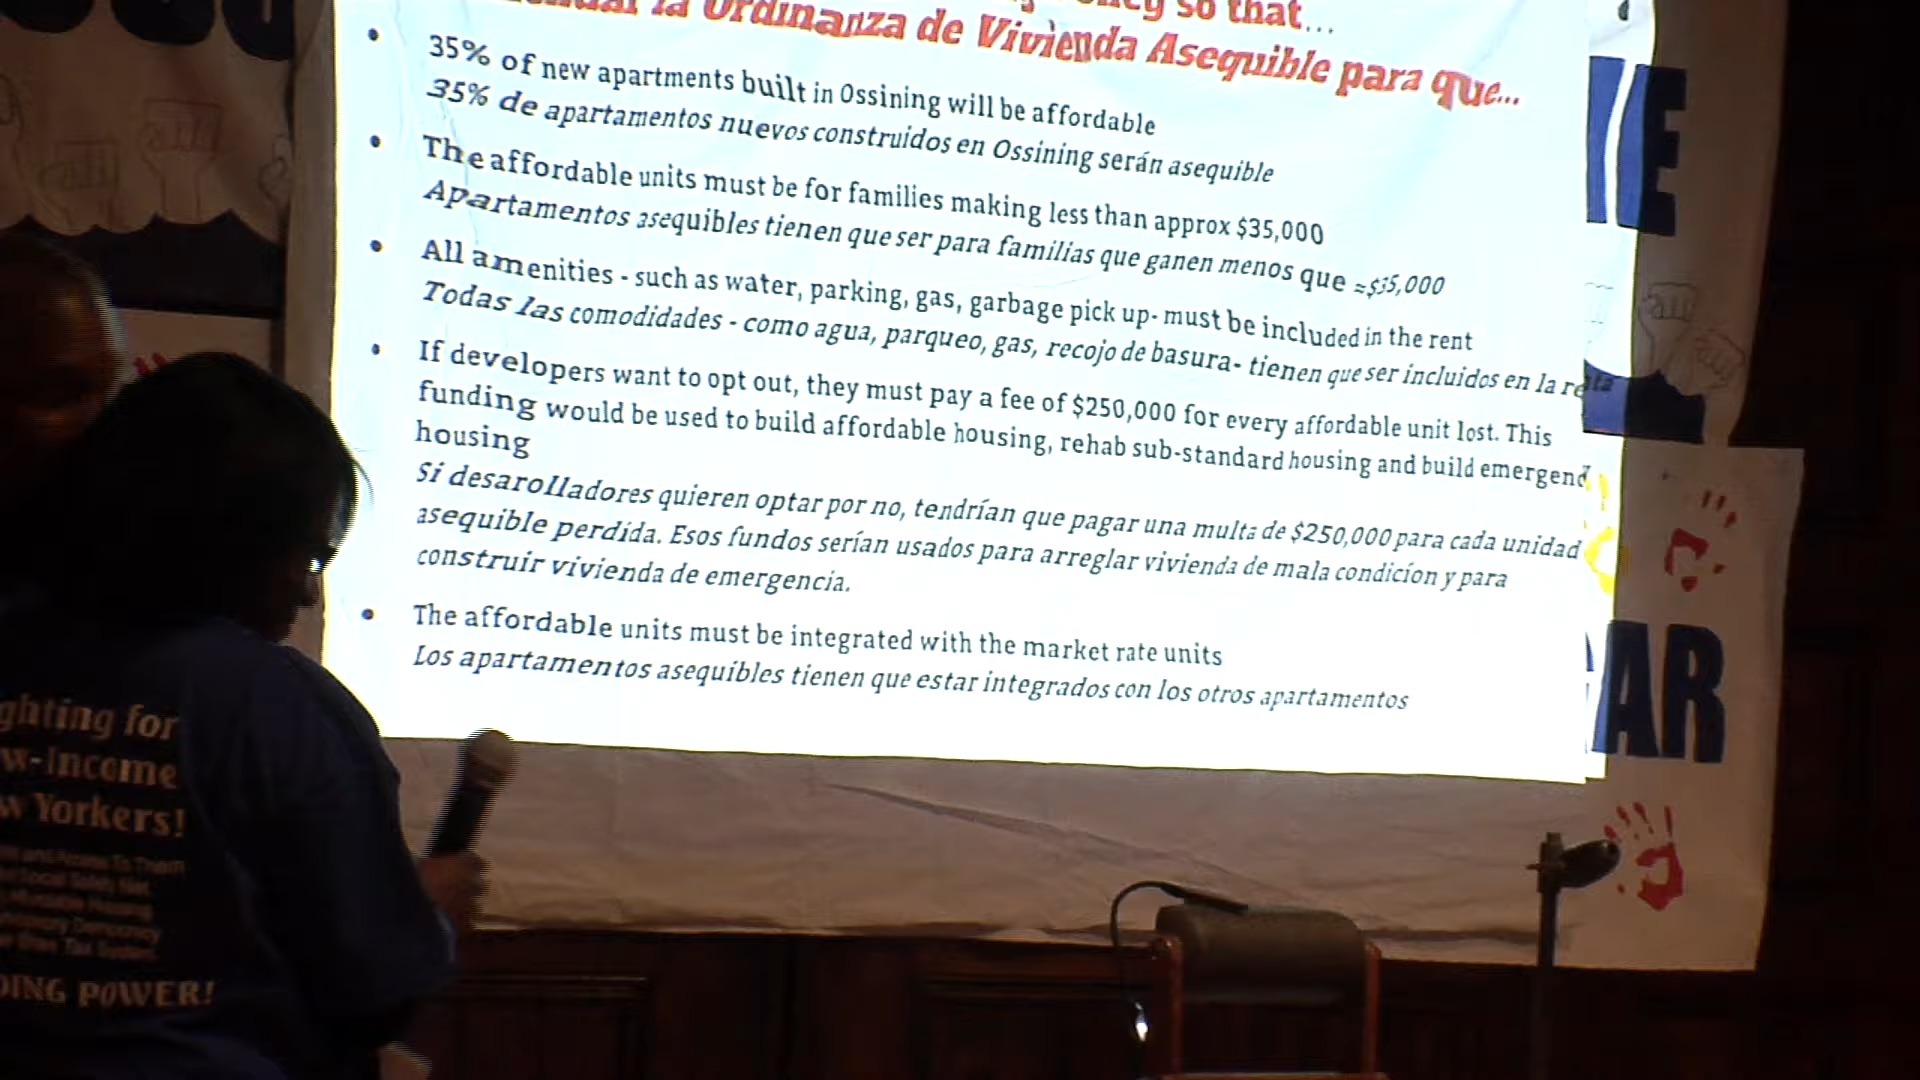 so that...
la Ordinanza de Vivienda Asequible para que...
• 35% of new apartments built in Ossining will be affordable
35% de apartamentos nuevos construidos en Ossining serán asequible
• The affordable units must be for families making less than approx $35,000
Apartamentos asequibles tienen que ser para familias que ganen menos que ≈$35,000
• All amenities - such as water, parking, gas, garbage pick up- must be included in the rent
Todas las comodidades - como agua, parqueo, gas, recojo de basura- tienen que ser incluidos en la renta
• If developers want to opt out, they must pay a fee of $250,000 for every affordable unit lost. This
funding would be used to build affordable housing, rehab sub-standard housing and build emergency
housing
Si desarolladores quieren optar por no, tendrían que pagar una multa de $250,000 para cada unidad
asequible perdida. Esos fundos serían usados para arreglar vivienda de mala condicion y para
construir vivienda de emergencia.
• The affordable units must be integrated with the market rate units
Los apartamentos asequibles tienen que estar integrados con los otros apartamentos
ghting for
w-Income
w Yorkers!
DING POWER!
E
AR